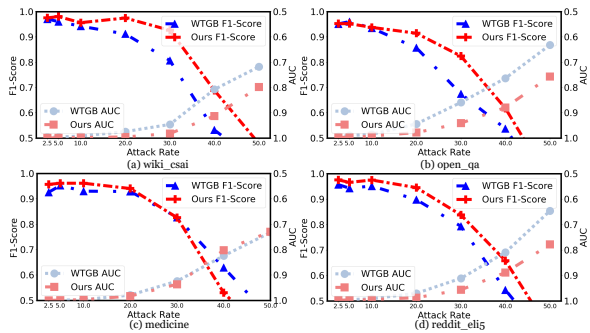 1.0 0.5
0.9 0.6
0.8 0.7
0.7 0.8
0.6 0.9
0.5 1.0
F1-Score
AUC
WTGB F1-Score
Ours F1-Score
WTGB AUC
Ours AUC
2.5 5.0 10.0 20.0 30.0 40.0 50.0
Attack Rate
(a) wiki_csai
1.0 0.5
0.9 0.6
0.8 0.7
0.7 0.8
0.6 0.9
0.5 1.0
F1-Score
AUC
WTGB F1-Score
Ours F1-Score
WTGB AUC
Ours AUC
2.5 5.0 10.0 20.0 30.0 40.0 50.0
Attack Rate
(b) open_qa
1.0 0.5
0.9 0.6
0.8 0.7
0.7 0.8
0.6 0.9
0.5 1.0
F1-Score
AUC
WTGB F1-Score
Ours F1-Score
WTGB AUC
Ours AUC
2.5 5.0 10.0 20.0 30.0 40.0 50.0
Attack Rate
(c) medicine
1.0 0.5
0.9 0.6
0.8 0.7
0.7 0.8
0.6 0.9
0.5 1.0
F1-Score
AUC
WTGB F1-Score
Ours F1-Score
WTGB AUC
Ours AUC
2.5 5.0 10.0 20.0 30.0 40.0 50.0
Attack Rate
(d) reddit_eli5